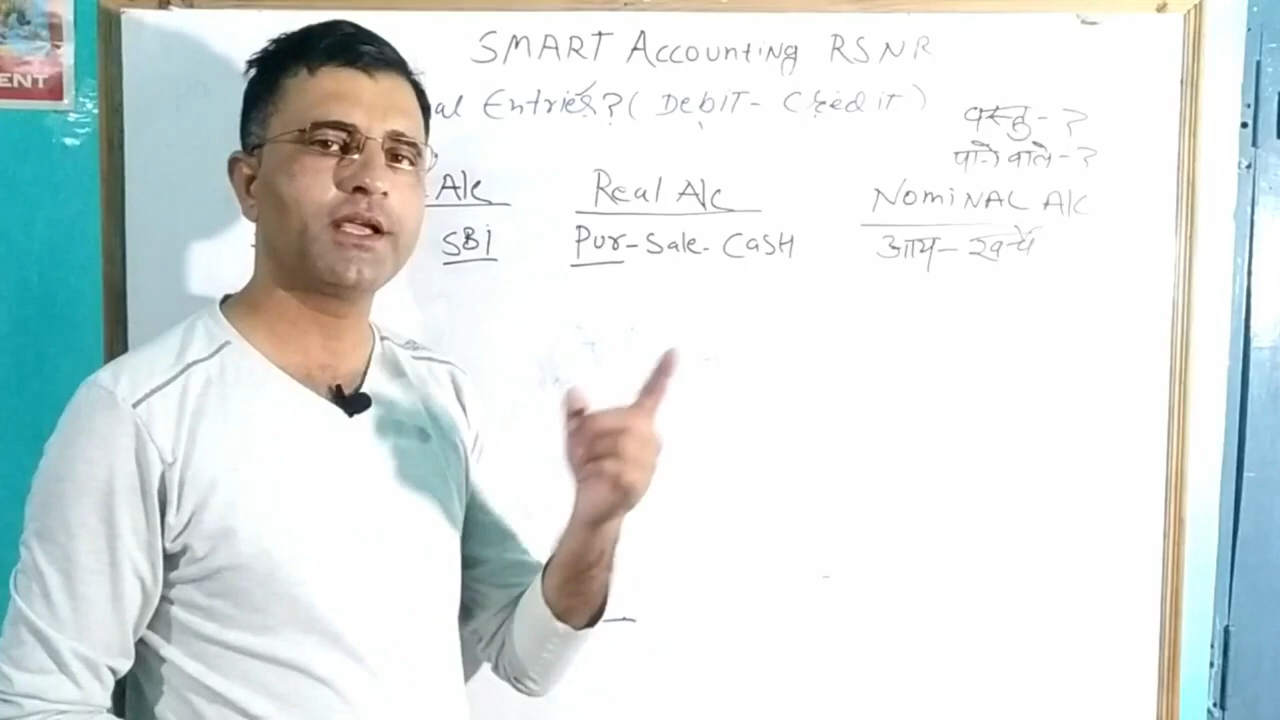 ENT
SMART Accounting RSNR
al Entries? (DEBIT - Credit)
वस्तु - ?
पाने वाले - ?
A/c Real A/c NomiNAL A/c
SBI Pur - Sale - CaSH आय - खर्चे